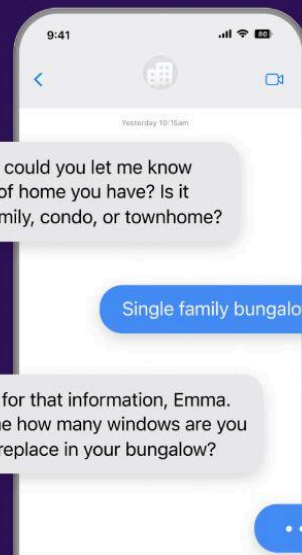 9:41
80
Yesterday 10:15am
could you let me know
of home you have? Is it
mily, condo, or townhome?
Single family bungalo
for that information, Emma.
e how many windows are you
replace in your bungalow?